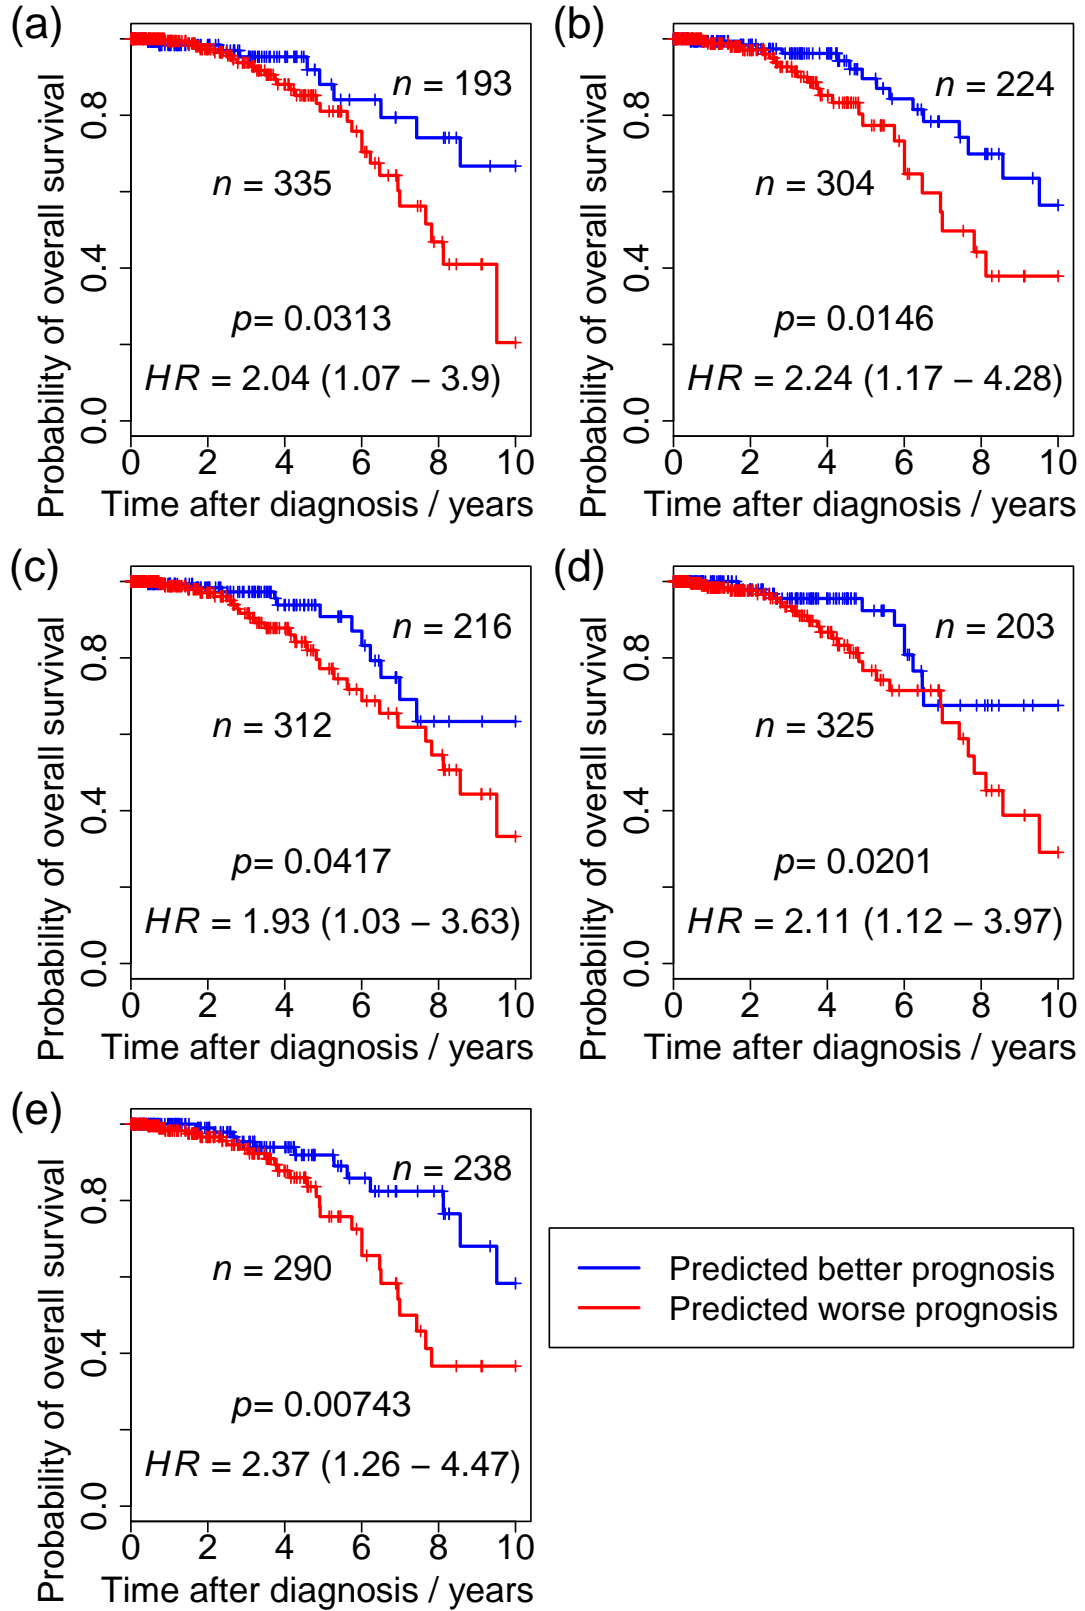 (a)
Probability of overall survival
0.8
0.4
0.0
n = 193
n = 335
p= 0.0313
HR = 2.04 (1.07 − 3.9)
0 2 4 6 8 10
Time after diagnosis / years
(b)
Probability of overall survival
0.8
0.4
0.0
n = 224
n = 304
p= 0.0146
HR = 2.24 (1.17 − 4.28)
0 2 4 6 8 10
Time after diagnosis / years
(c)
Probability of overall survival
0.8
0.4
0.0
n = 216
n = 312
p= 0.0417
HR = 1.93 (1.03 − 3.63)
0 2 4 6 8 10
Time after diagnosis / years
(d)
Probability of overall survival
0.8
0.4
0.0
n = 203
n = 325
p= 0.0201
HR = 2.11 (1.12 − 3.97)
0 2 4 6 8 10
Time after diagnosis / years
(e)
Probability of overall survival
0.8
0.4
0.0
n = 238
n = 290
p= 0.00743
HR = 2.37 (1.26 − 4.47)
0 2 4 6 8 10
Time after diagnosis / years
Predicted better prognosis
Predicted worse prognosis